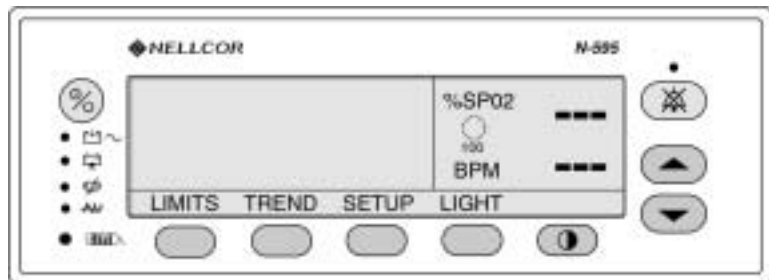 NELLCOR
N-595
%SP02
---
100
BPM
---
LIMITS TREND SETUP LIGHT